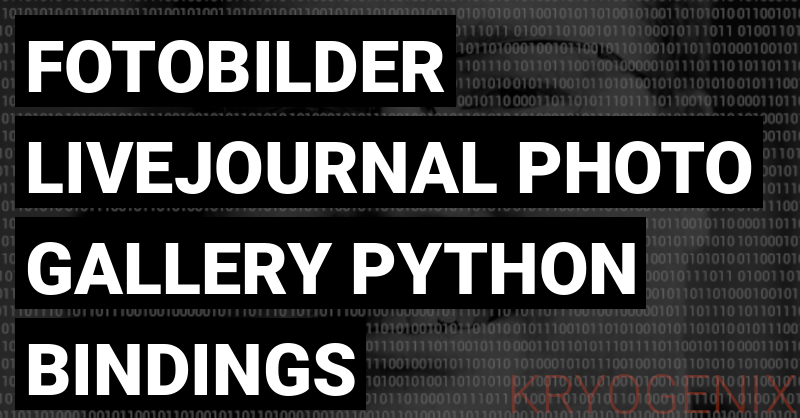 FOTOBILDER
LIVEJOURNAL PHOTO
GALLERY PYTHON
BINDINGS
KRYOGENIX